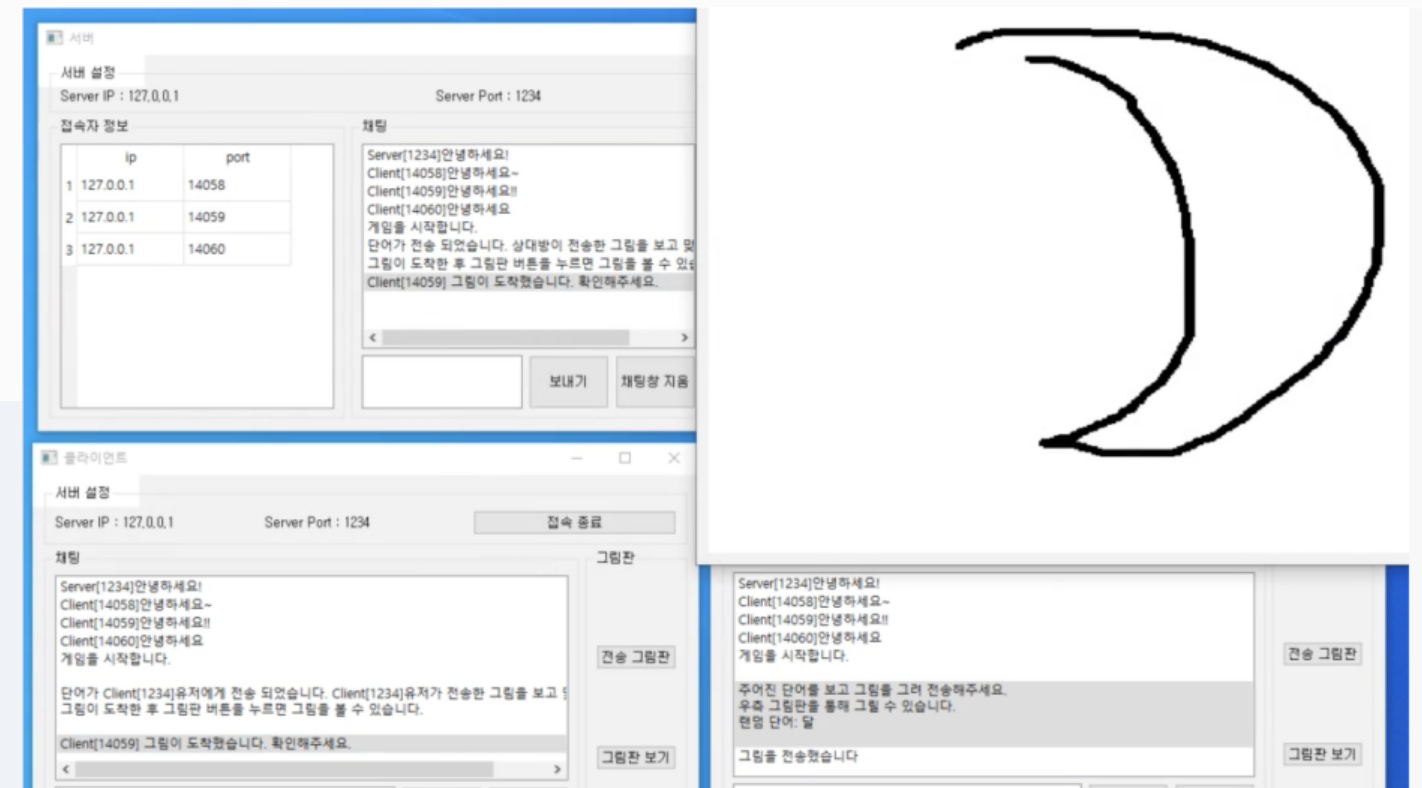 서버
서버 설정
Server IP : 127.0.0.1
Server Port : 1234
접속자 정보
ip port
1 127.0.0.1 14058
2 127.0.0.1 14059
3 127.0.0.1 14060
채팅
Server[1234]안녕하세요!
Client[14058]안녕하세요~
Client[14059]안녕하세요!!
Client[14060]안녕하세요
게임을 시작합니다.
단어가 전송 되었습니다. 상대방이 전송한 그림을 보고 맞
그림이 도착한 후 그림판 버튼을 누르면 그림을 볼 수 있습
Client[14059] 그림이 도착했습니다. 확인해주세요.
보내기
채팅창 지움
클라이언트
서버 설정
Server IP : 127.0.0.1
Server Port : 1234
접속 종료
채팅
Server[1234]안녕하세요!
Client[14058]안녕하세요~
Client[14059]안녕하세요!!
Client[14060]안녕하세요
게임을 시작합니다.
단어가 Client[1234]유저에게 전송 되었습니다. Client[1234]유저가 전송한 그림을 보고
그림이 도착한 후 그림판 버튼을 누르면 그림을 볼 수 있습니다.
Client[14059] 그림이 도착했습니다. 확인해주세요.
그림판
전송 그림판
그림판 보기
Server[1234]안녕하세요!
Client[14058]안녕하세요~
Client[14059]안녕하세요!!
Client[14060]안녕하세요
게임을 시작합니다.
주어진 단어를 보고 그림을 그려 전송해주세요.
우측 그림판을 통해 그릴 수 있습니다.
랜덤 단어: 달
그림을 전송했습니다
전송 그림판
그림판 보기